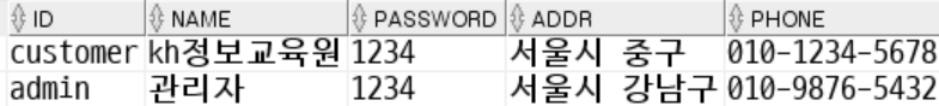 ID NAME PASSWORD ADDR PHONE
customer kh정보교육원 1234 서울시 중구 010-1234-5678
admin 관리자 1234 서울시 강남구 010-9876-5432